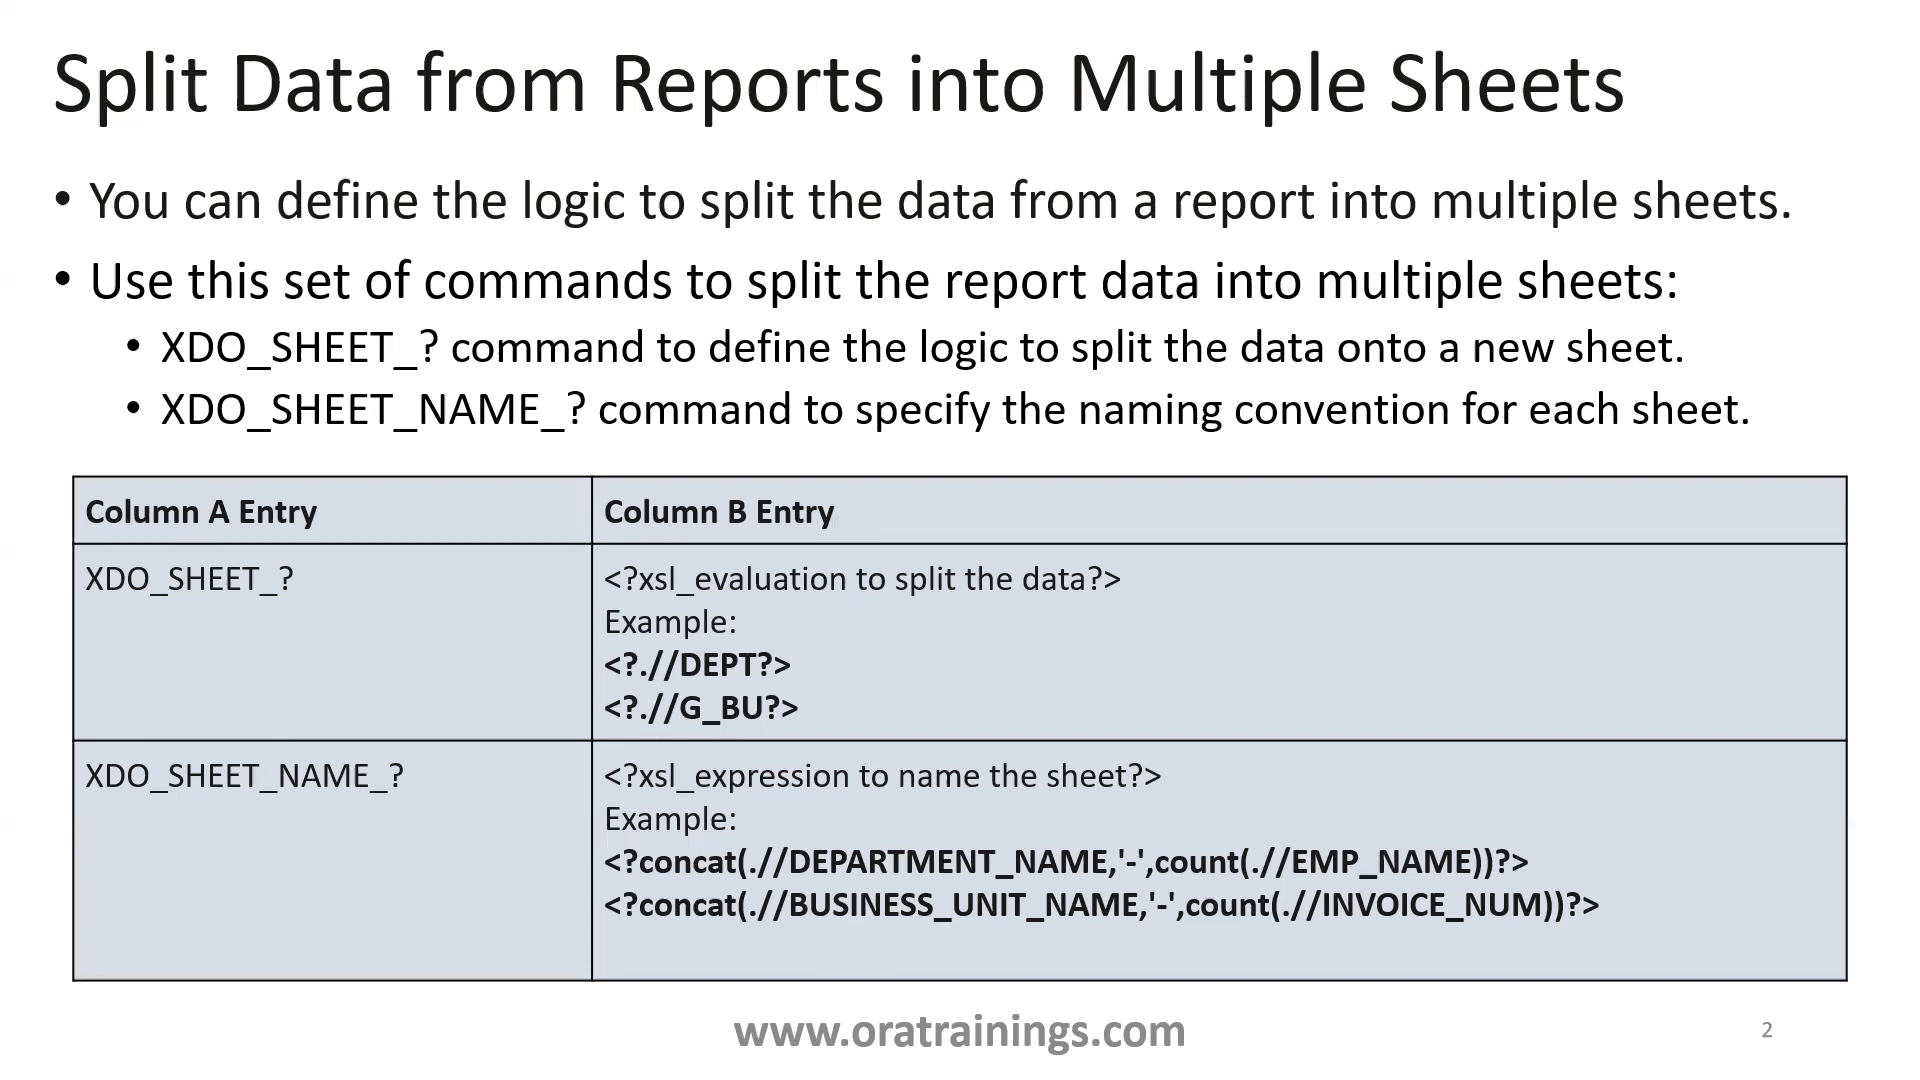 Split Data from Reports into Multiple Sheets
• You can define the logic to split the data from a report into multiple sheets.
• Use this set of commands to split the report data into multiple sheets:
• XDO_SHEET_? command to define the logic to split the data onto a new sheet.
• XDO_SHEET_NAME_? command to specify the naming convention for each sheet.
Column A Entry
Column B Entry
XDO_SHEET_?
<?xsl_evaluation to split the data?>
Example:
<?.//DEPT?>
<?.//G_BU?>
XDO_SHEET_NAME_?
<?xsl_expression to name the sheet?>
Example:
<?concat(.//DEPARTMENT_NAME,'-',count(.//EMP_NAME))?>
<?concat(.//BUSINESS_UNIT_NAME,'-',count(.//INVOICE_NUM))?>
www.oratrainings.com
2